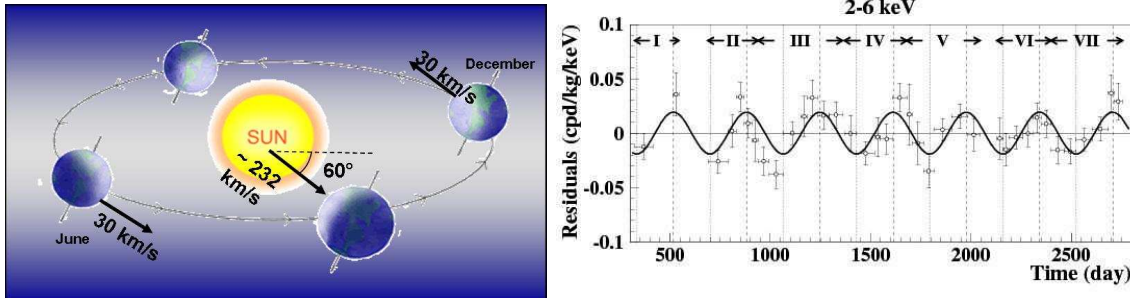 December
30 km/s
SUN
~ 232
km/s
60°
June
30 km/s
2-6 keV
Residuals (cpd/kg/keV)
0.1
0.05
0
-0.05
-0.1
I II III IV V VI VII
500 1000 1500 2000 2500
Time (day)